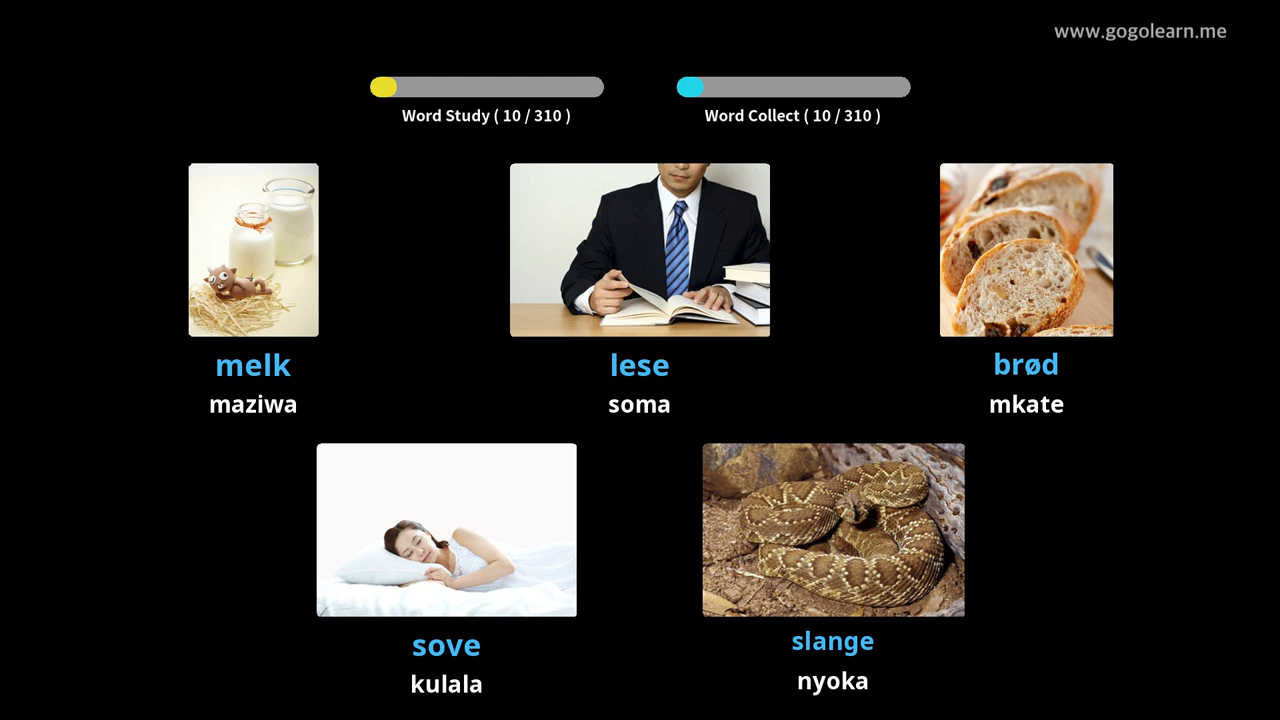 www.gogolearn.me
Word Study ( 10 / 310 )
Word Collect ( 10 / 310 )
melk
maziwa
lese
soma
brød
mkate
sove
kulala
slange
nyoka